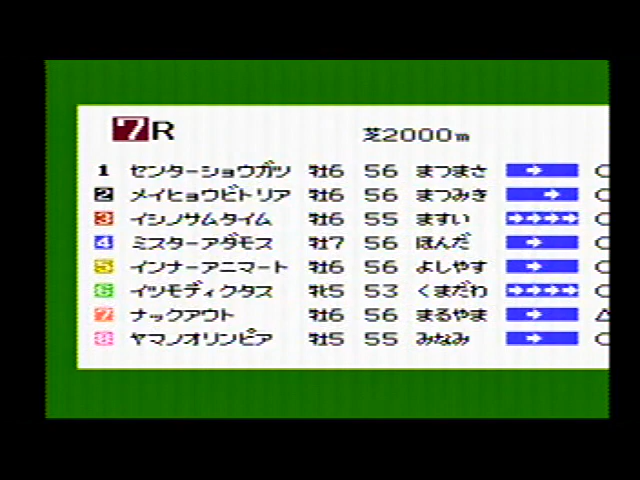 7R 芝2000m
1 センターショウガツ 牡6 56 まつまさ → ○
2 メイヒョウビトリア 牡6 56 まつみき → ○
3 イシノサムタイム 牡6 55 ますい →→→→ ○
4 ミスターアダモス 牡7 56 ほんだ → ○
5 インナーアニマート 牡6 56 よしやす → ○
6 イツモディクタス 牝5 53 くまだわ →→→→ ○
7 ナックアウト 牡6 56 まるやま → △
8 ヤマノオリンピア 牡5 55 みなみ → ○